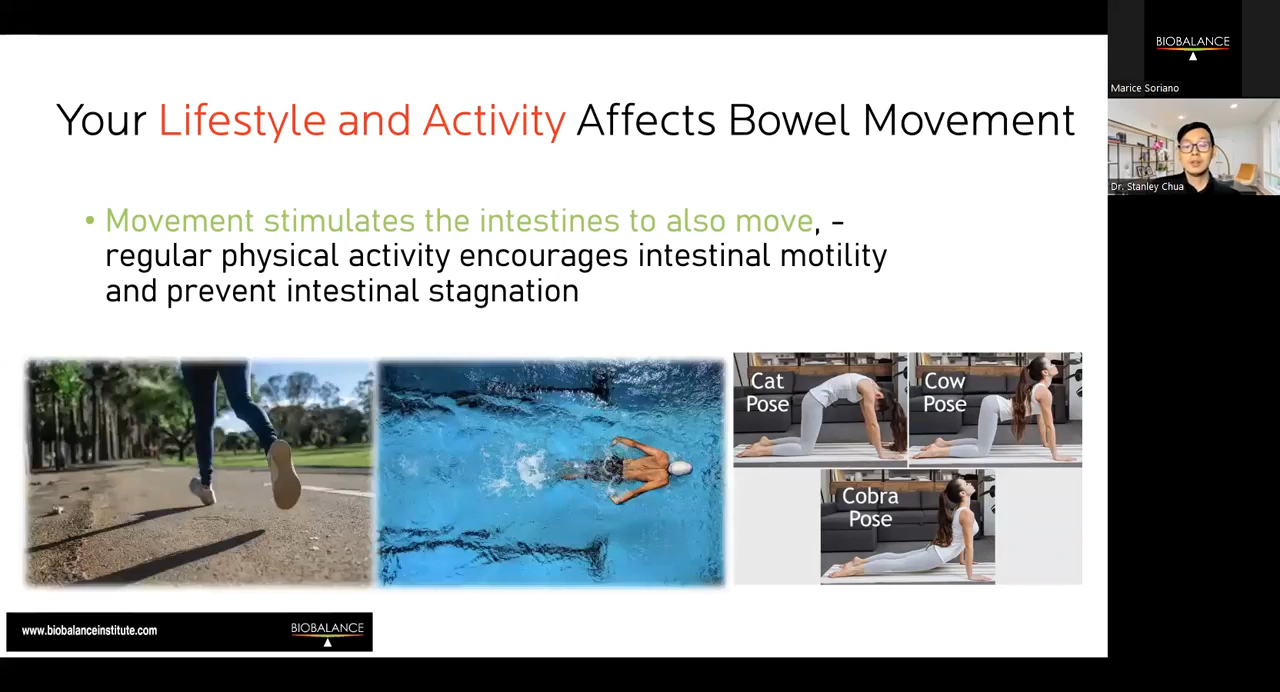 Your Lifestyle and Activity Affects Bowel Movement
• Movement stimulates the intestines to also move, -
regular physical activity encourages intestinal motility
and prevent intestinal stagnation
Cat
Pose
Cow
Pose
Cobra
Pose
www.biobalanceinstitute.com
BIOBALANCE
BIOBALANCE
Marice Soriano
Dr. Stanley Chua